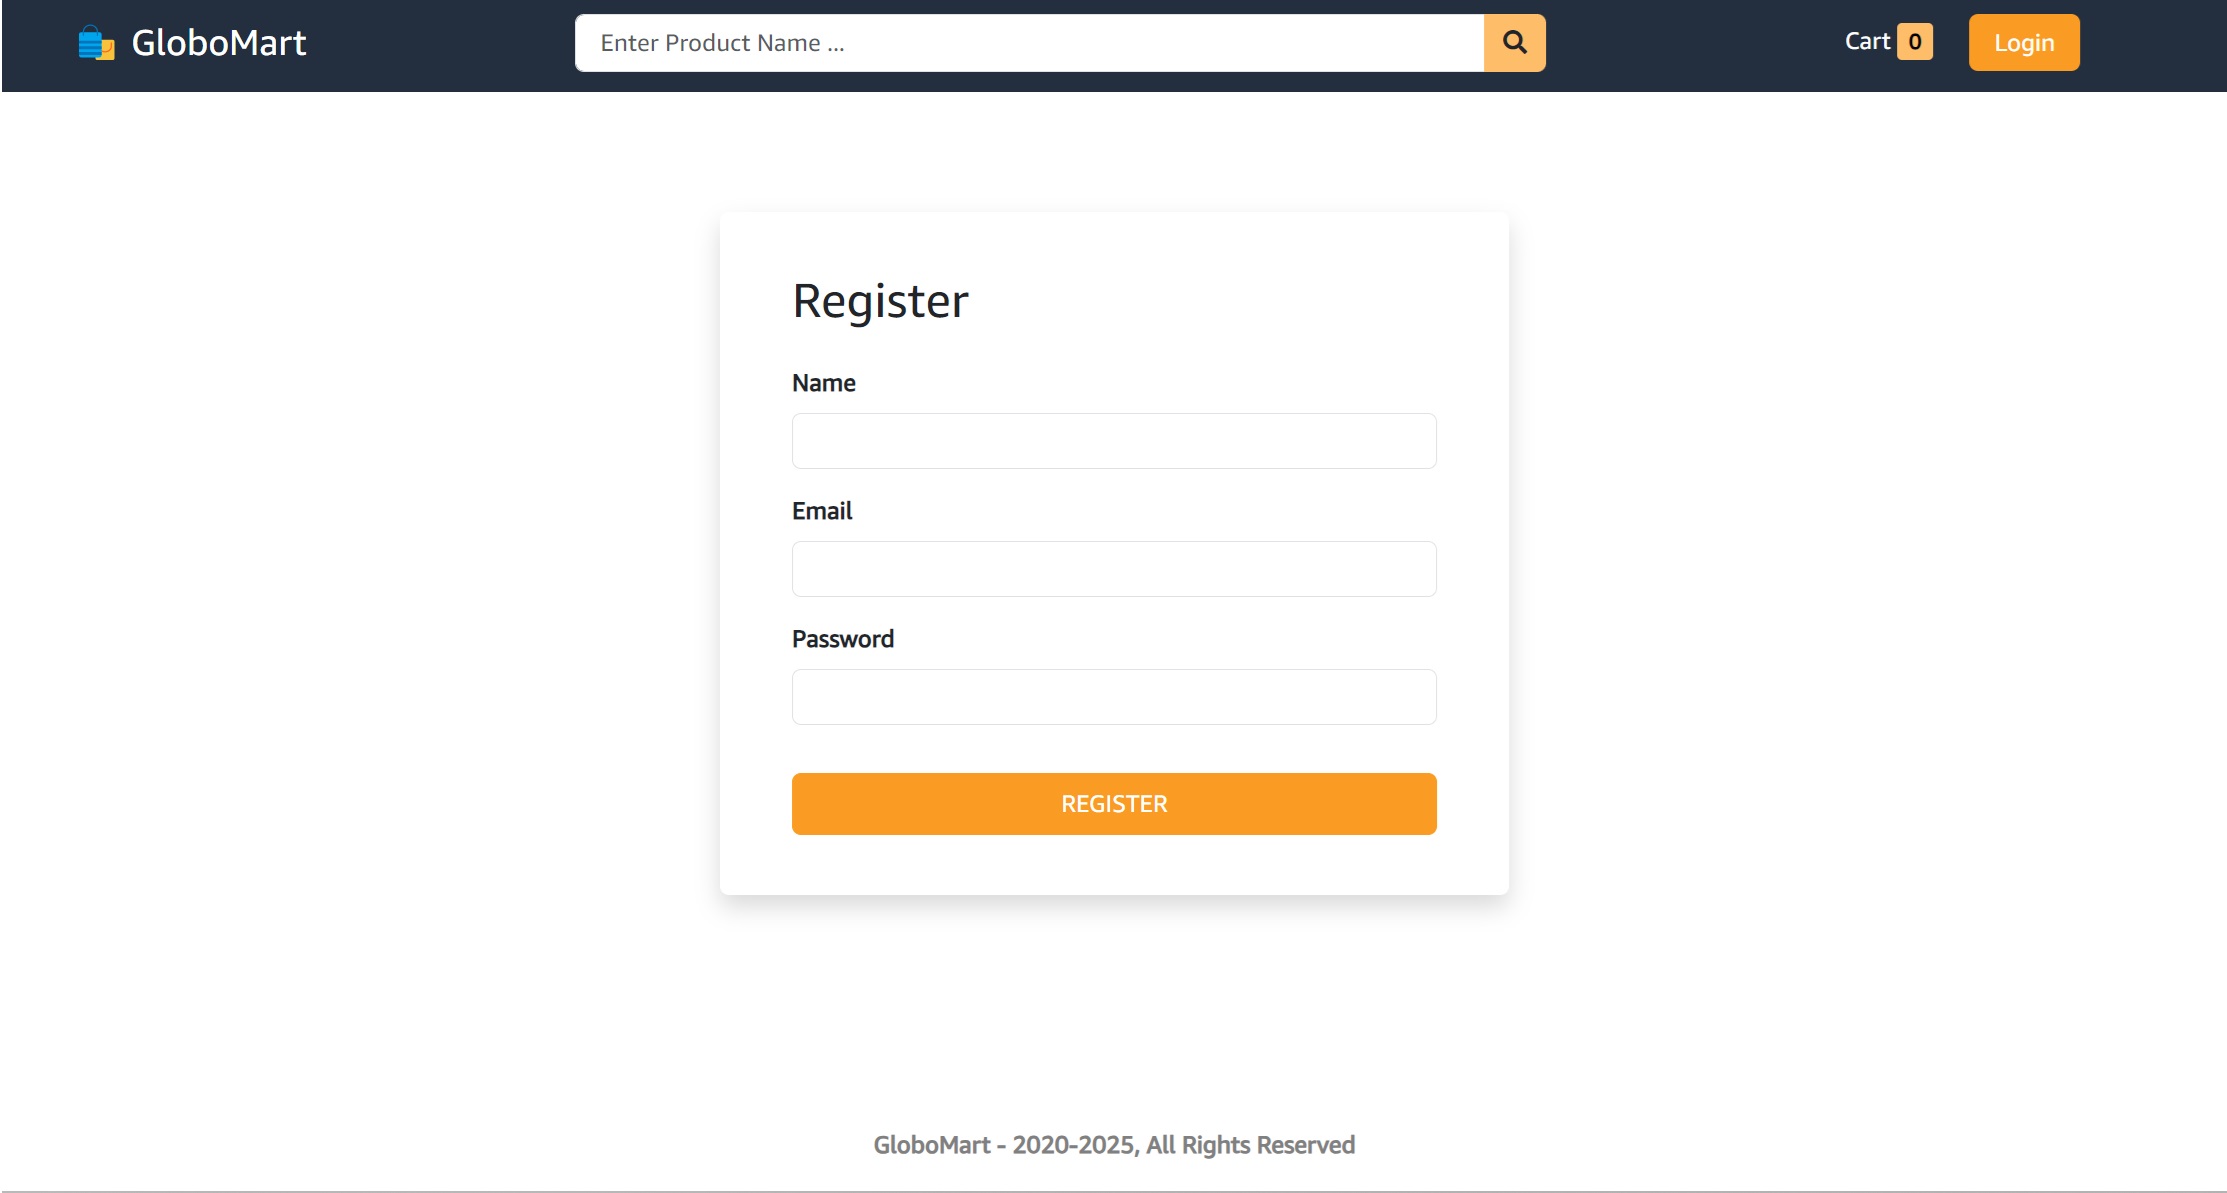 GloboMart
Enter Product Name ...
Cart 0
Login
Register
Name
Email
Password
REGISTER
GloboMart - 2020-2025, All Rights Reserved